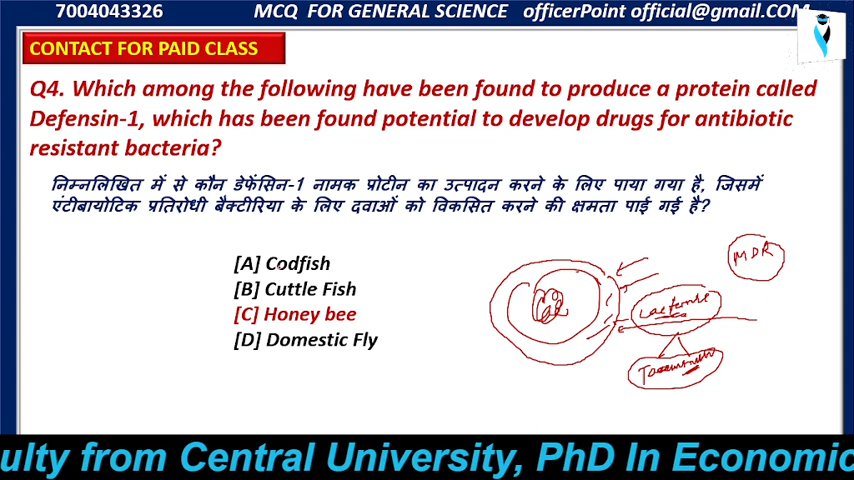 7004043326 MCQ FOR GENERAL SCIENCE officerPoint official@gmail.COM
CONTACT FOR PAID CLASS
Q4. Which among the following have been found to produce a protein called
Defensin-1, which has been found potential to develop drugs for antibiotic
resistant bacteria?
निम्नलिखित में से कौन डेफेंसिन-1 नामक प्रोटीन का उत्पादन करने के लिए पाया गया है, जिसमें
एंटीबायोटिक प्रतिरोधी बैक्टीरिया के लिए दवाओं को विकसित करने की क्षमता पाई गई है?
[A] Codfish
[B] Cuttle Fish
[C] Honey bee
[D] Domestic Fly
MDR
ulty from Central University, PhD In Economic